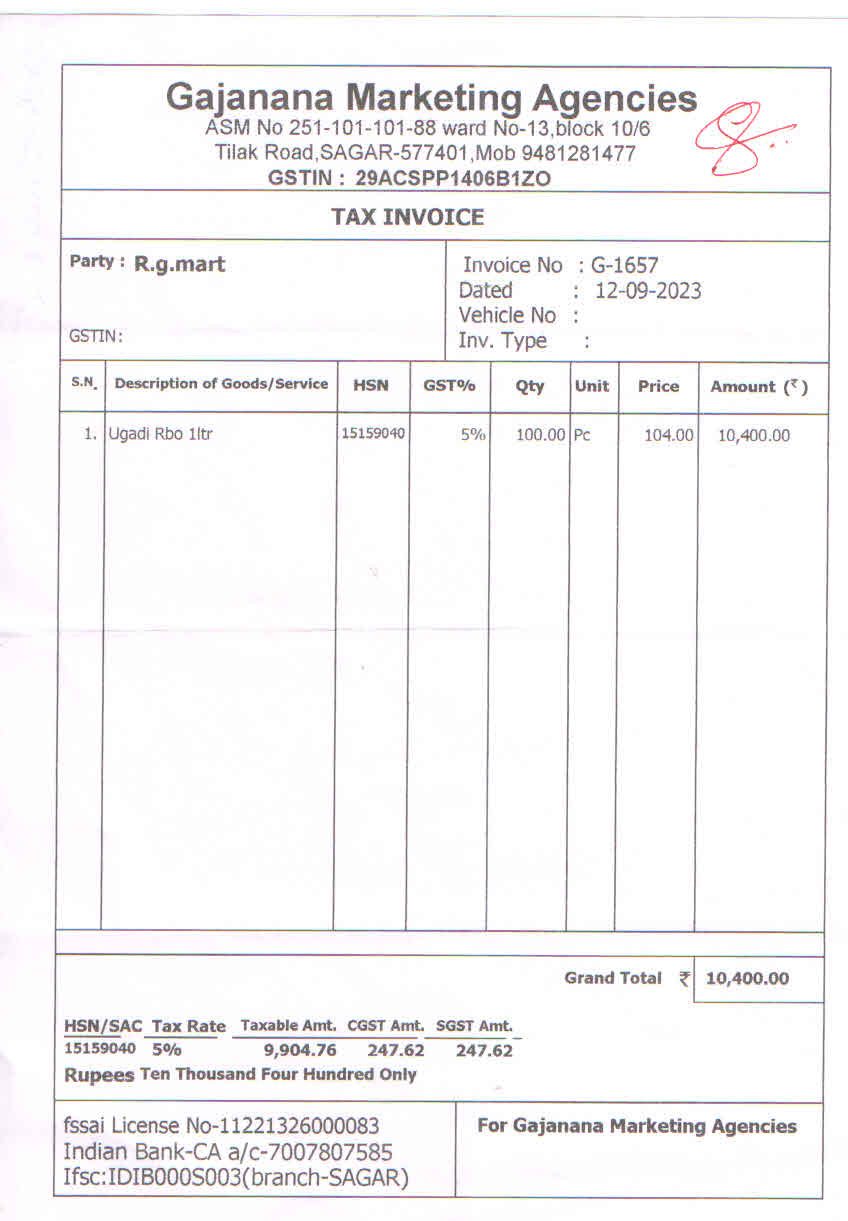 Gajanana Marketing Agencies
ASM No 251-101-101-88 ward No-13,block 10/6
Tilak Road,SAGAR-577401,Mob 9481281477
GSTIN : 29ACSPP1406B1ZO
TAX INVOICE
Party : R.g.mart
GSTIN:
Invoice No : G-1657
Dated : 12-09-2023
Vehicle No :
Inv. Type :
S.N. Description of Goods/Service HSN GST% Qty Unit Price Amount (₹)
1. Ugadi Rbo 1ltr 15159040 5% 100.00 Pc 104.00 10,400.00
Grand Total ₹ 10,400.00
HSN/SAC Tax Rate Taxable Amt. CGST Amt. SGST Amt.
15159040 5% 9,904.76 247.62 247.62
Rupees Ten Thousand Four Hundred Only
fssai License No-11221326000083
Indian Bank-CA a/c-7007807585
Ifsc:IDIB000S003(branch-SAGAR)
For Gajanana Marketing Agencies